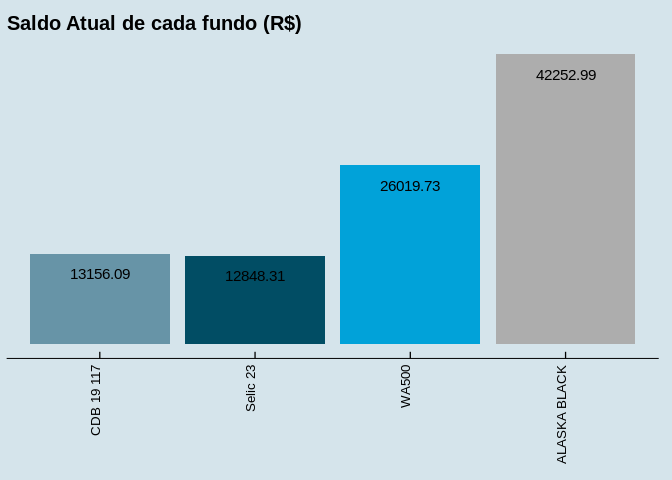 Saldo Atual de cada fundo (R$)
42252.99
26019.73
13156.09
12848.31
CDB 19 117
Selic 23
WA500
ALASKA BLACK